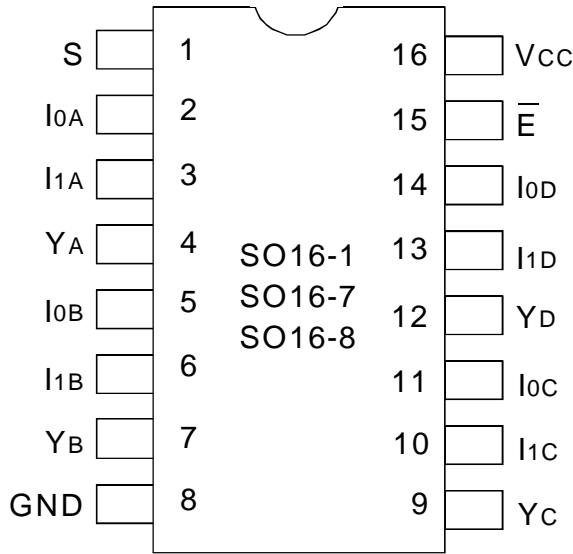 S 1 16 VCC
I0A 2 15 E̅
I1A 3 14 I0D
YA 4 13 I1D
SO16-1
I0B 5 12 YD
SO16-7
SO16-8
I1B 6 11 I0C
YB 7 10 I1C
GND 8 9 YC